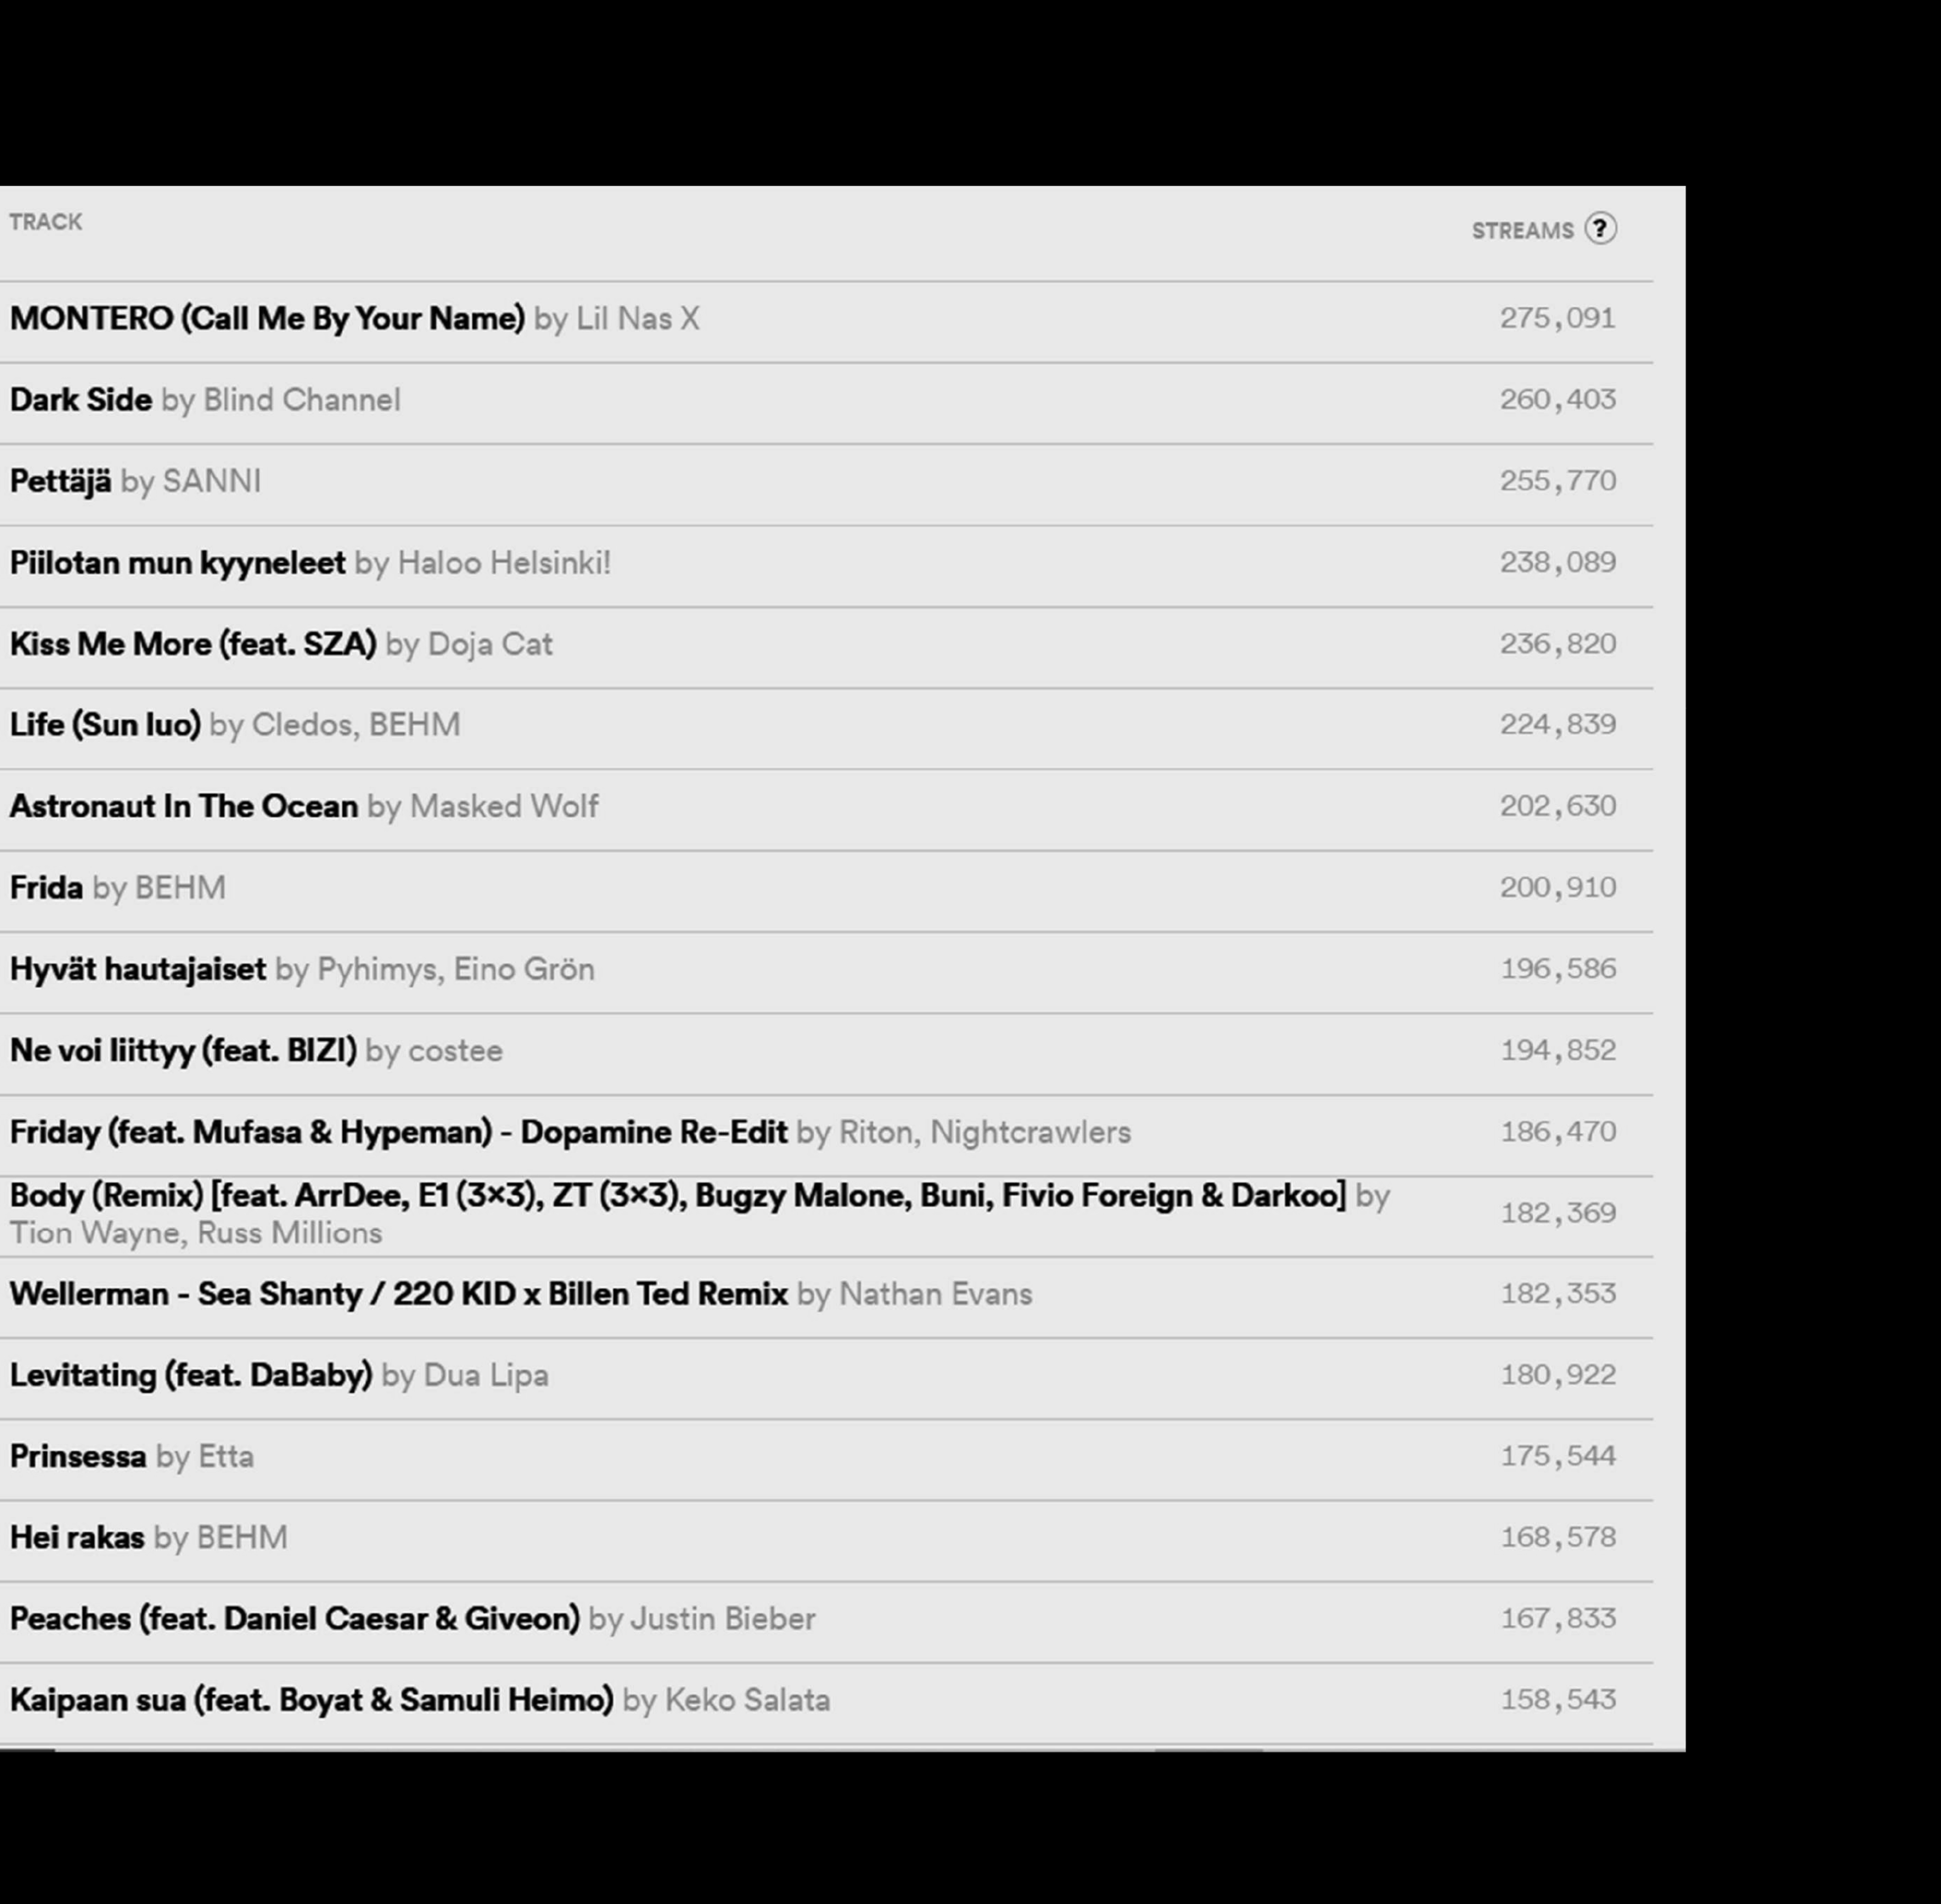 TRACK STREAMS ?
MONTERO (Call Me By Your Name) by Lil Nas X 275,091
Dark Side by Blind Channel 260,403
Pettäjä by SANNI 255,770
Piilotan mun kyyneleet by Haloo Helsinki! 238,089
Kiss Me More (feat. SZA) by Doja Cat 236,820
Life (Sun luo) by Cledos, BEHM 224,839
Astronaut In The Ocean by Masked Wolf 202,630
Frida by BEHM 200,910
Hyvät hautajaiset by Pyhimys, Eino Grön 196,586
Ne voi liittyy (feat. BIZI) by costee 194,852
Friday (feat. Mufasa & Hypeman) - Dopamine Re-Edit by Riton, Nightcrawlers 186,470
Body (Remix) [feat. ArrDee, E1 (3×3), ZT (3×3), Bugzy Malone, Buni, Fivio Foreign & Darkoo] by
Tion Wayne, Russ Millions 182,369
Wellerman - Sea Shanty / 220 KID x Billen Ted Remix by Nathan Evans 182,353
Levitating (feat. DaBaby) by Dua Lipa 180,922
Prinsessa by Etta 175,544
Hei rakas by BEHM 168,578
Peaches (feat. Daniel Caesar & Giveon) by Justin Bieber 167,833
Kaipaan sua (feat. Boyat & Samuli Heimo) by Keko Salata 158,543